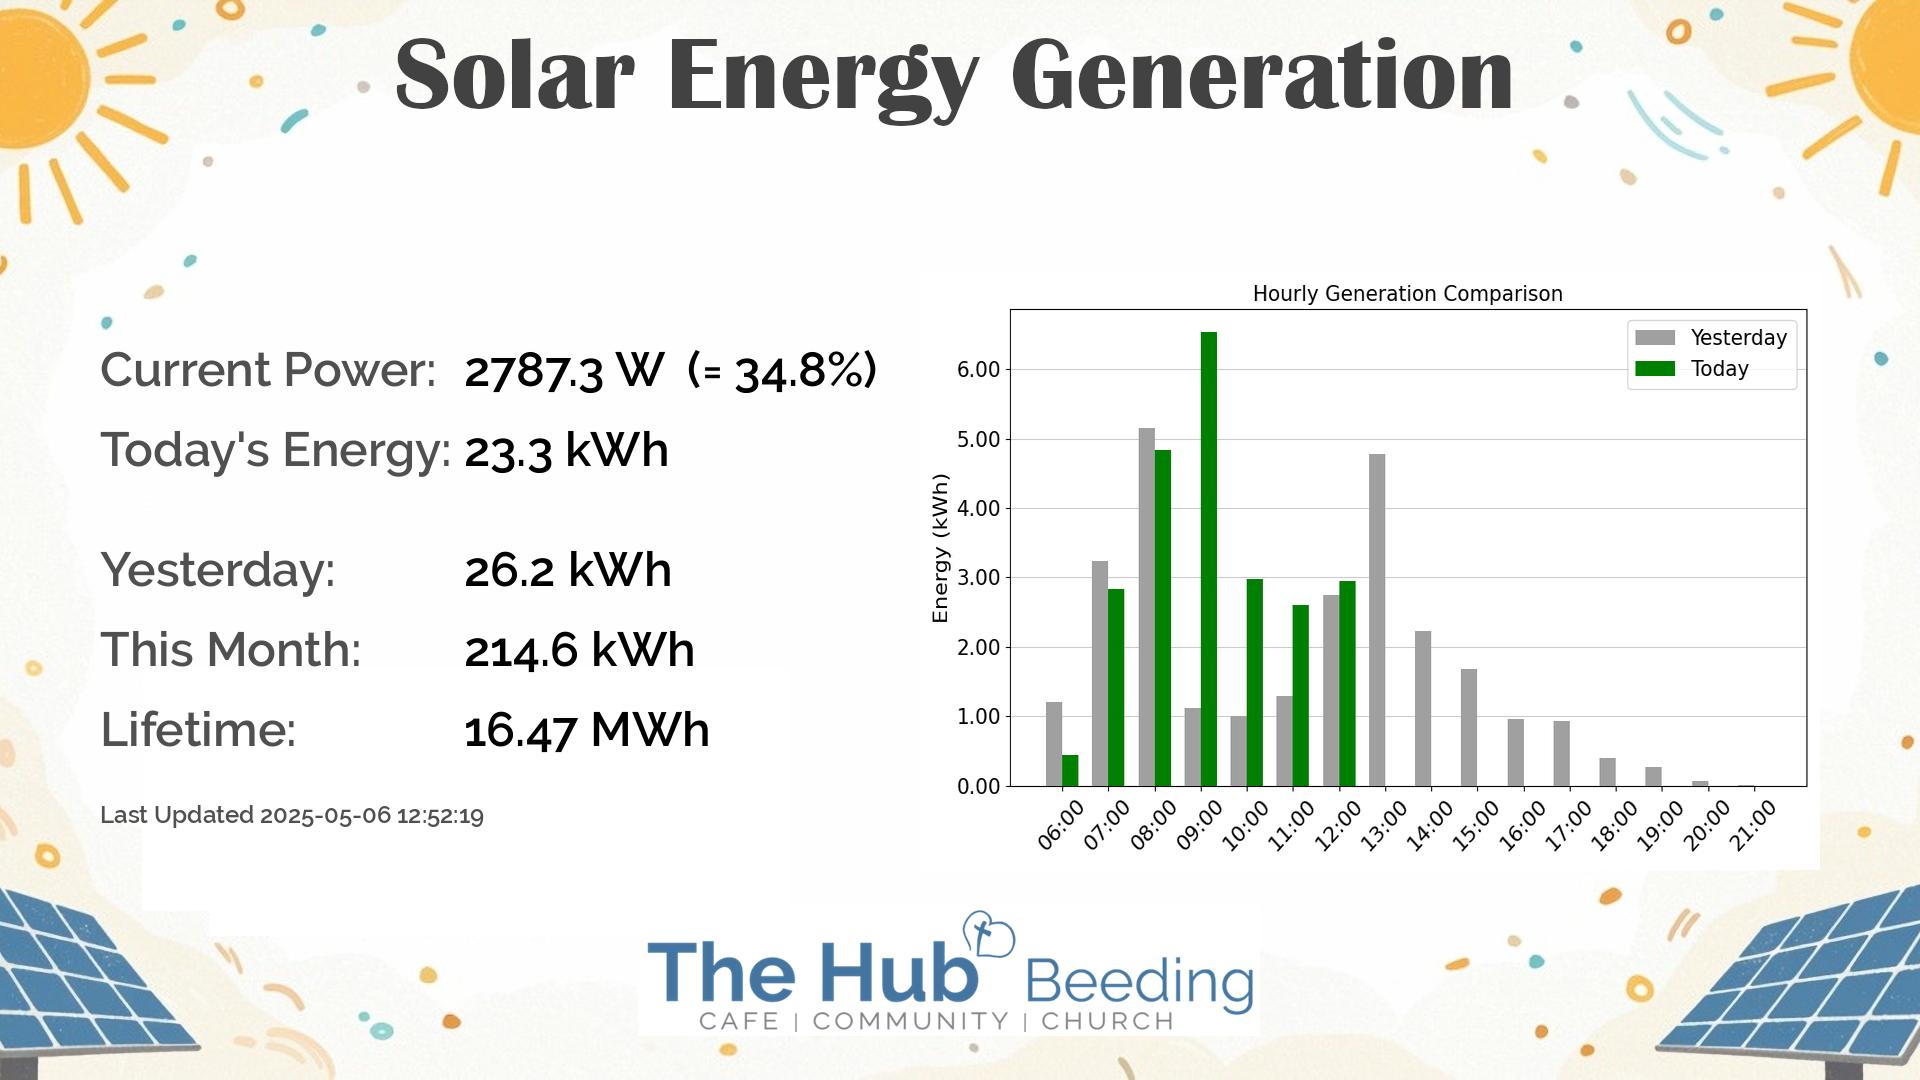 Solar Energy Generation
Current Power: 2787.3 W (= 34.8%)
Today's Energy: 23.3 kWh
Yesterday: 26.2 kWh
This Month: 214.6 kWh
Lifetime: 16.47 MWh
Last Updated 2025-05-06 12:52:19
Hourly Generation Comparison
Yesterday
Today
Energy (kWh)
6.00
5.00
4.00
3.00
2.00
1.00
0.00
06:00 07:00 08:00 09:00 10:00 11:00 12:00 13:00 14:00 15:00 16:00 17:00 18:00 19:00 20:00 21:00
The Hub Beeding
CAFE | COMMUNITY | CHURCH